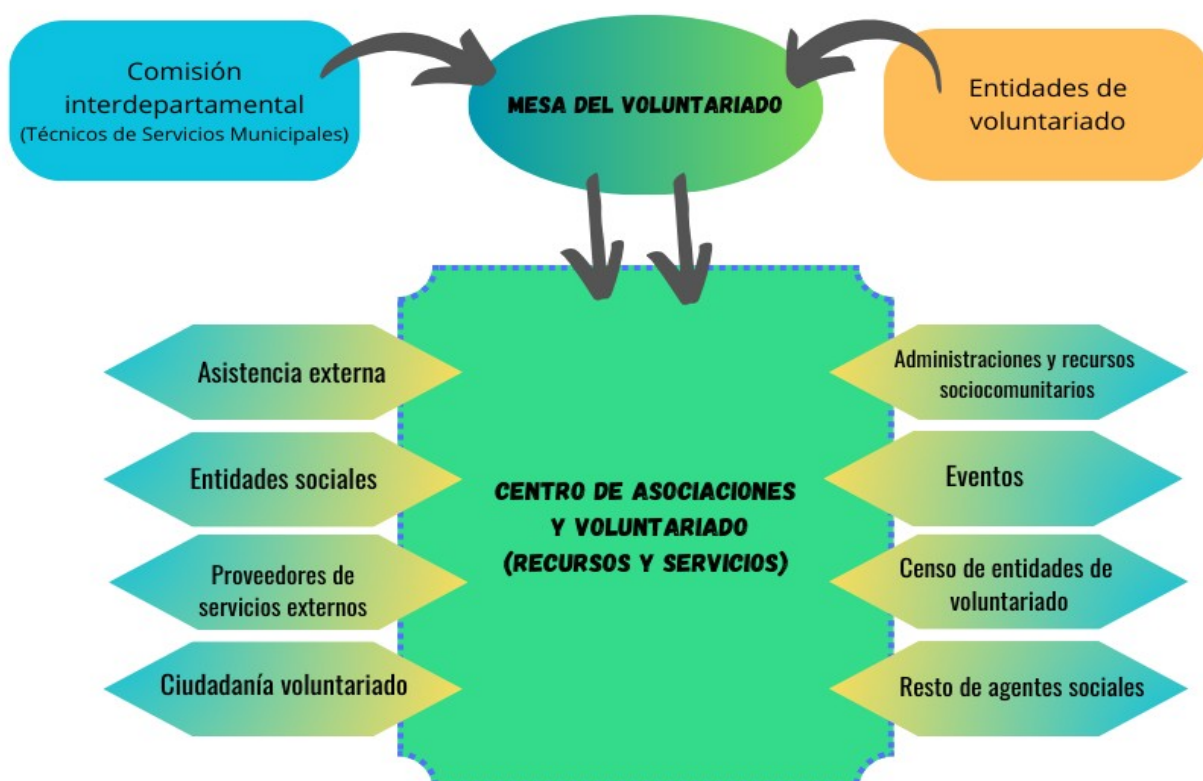 Comisión
interdepartamental
(Técnicos de Servicios Municipales)
MESA DEL VOLUNTARIADO
Entidades de
voluntariado
Asistencia externa
Entidades sociales
Proveedores de
servicios externos
Ciudadanía voluntariado
CENTRO DE ASOCIACIONES
Y VOLUNTARIADO
(RECURSOS Y SERVICIOS)
Administraciones y recursos
sociocomunitarios
Eventos
Censo de entidades de
voluntariado
Resto de agentes sociales